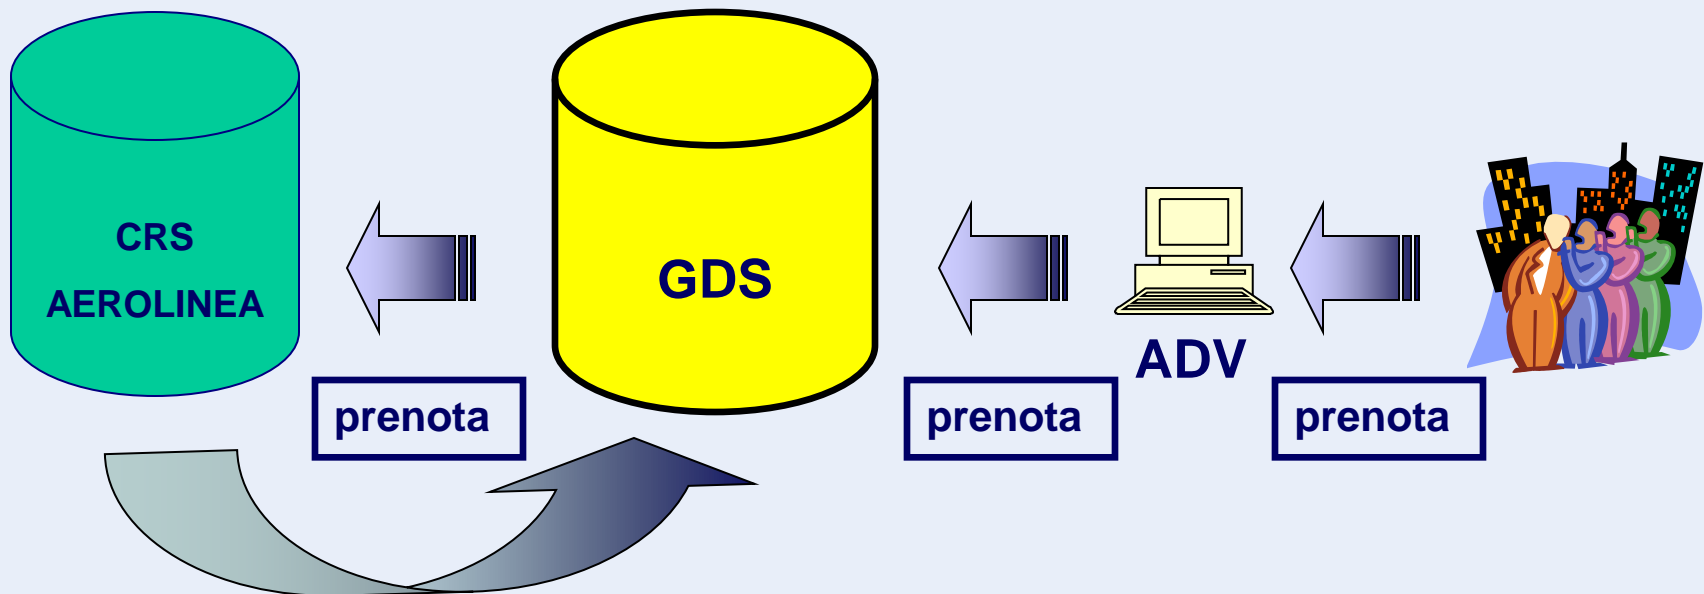 CRS
AEROLINEA
GDS
ADV
prenota
prenota
prenota